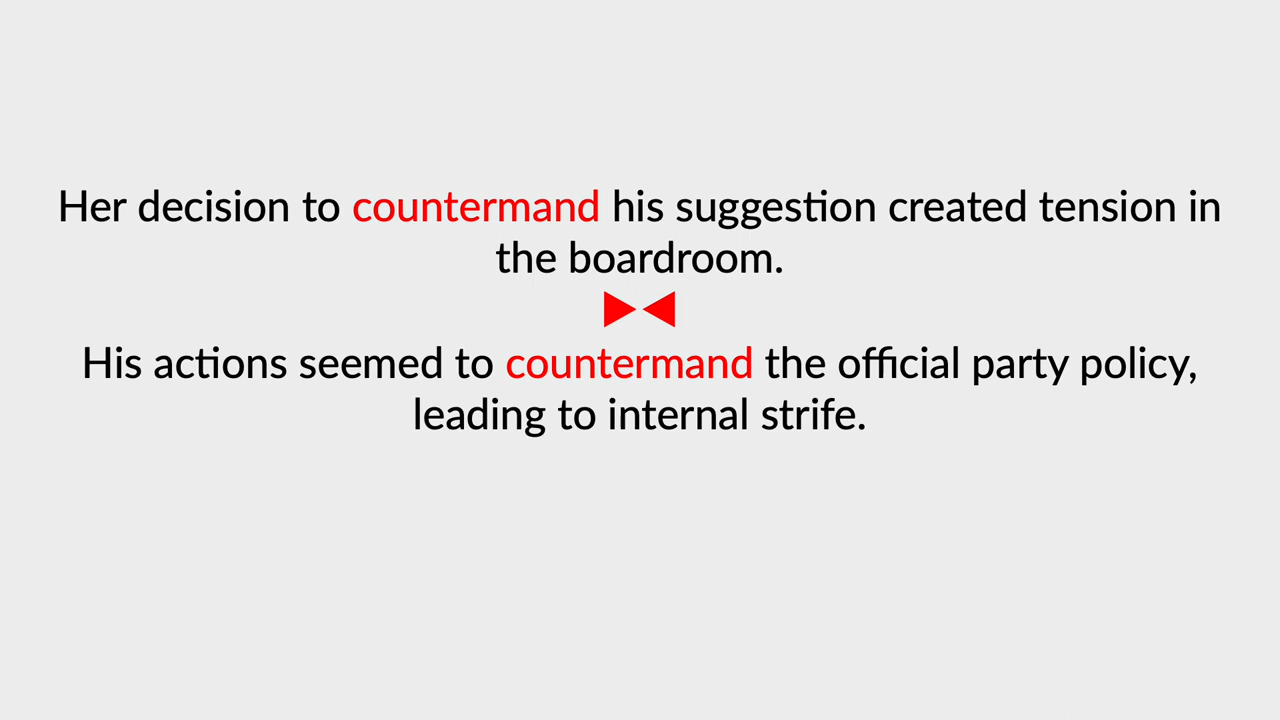 Her decision to countermand his suggestion created tension in
the boardroom.
His actions seemed to countermand the official party policy,
leading to internal strife.